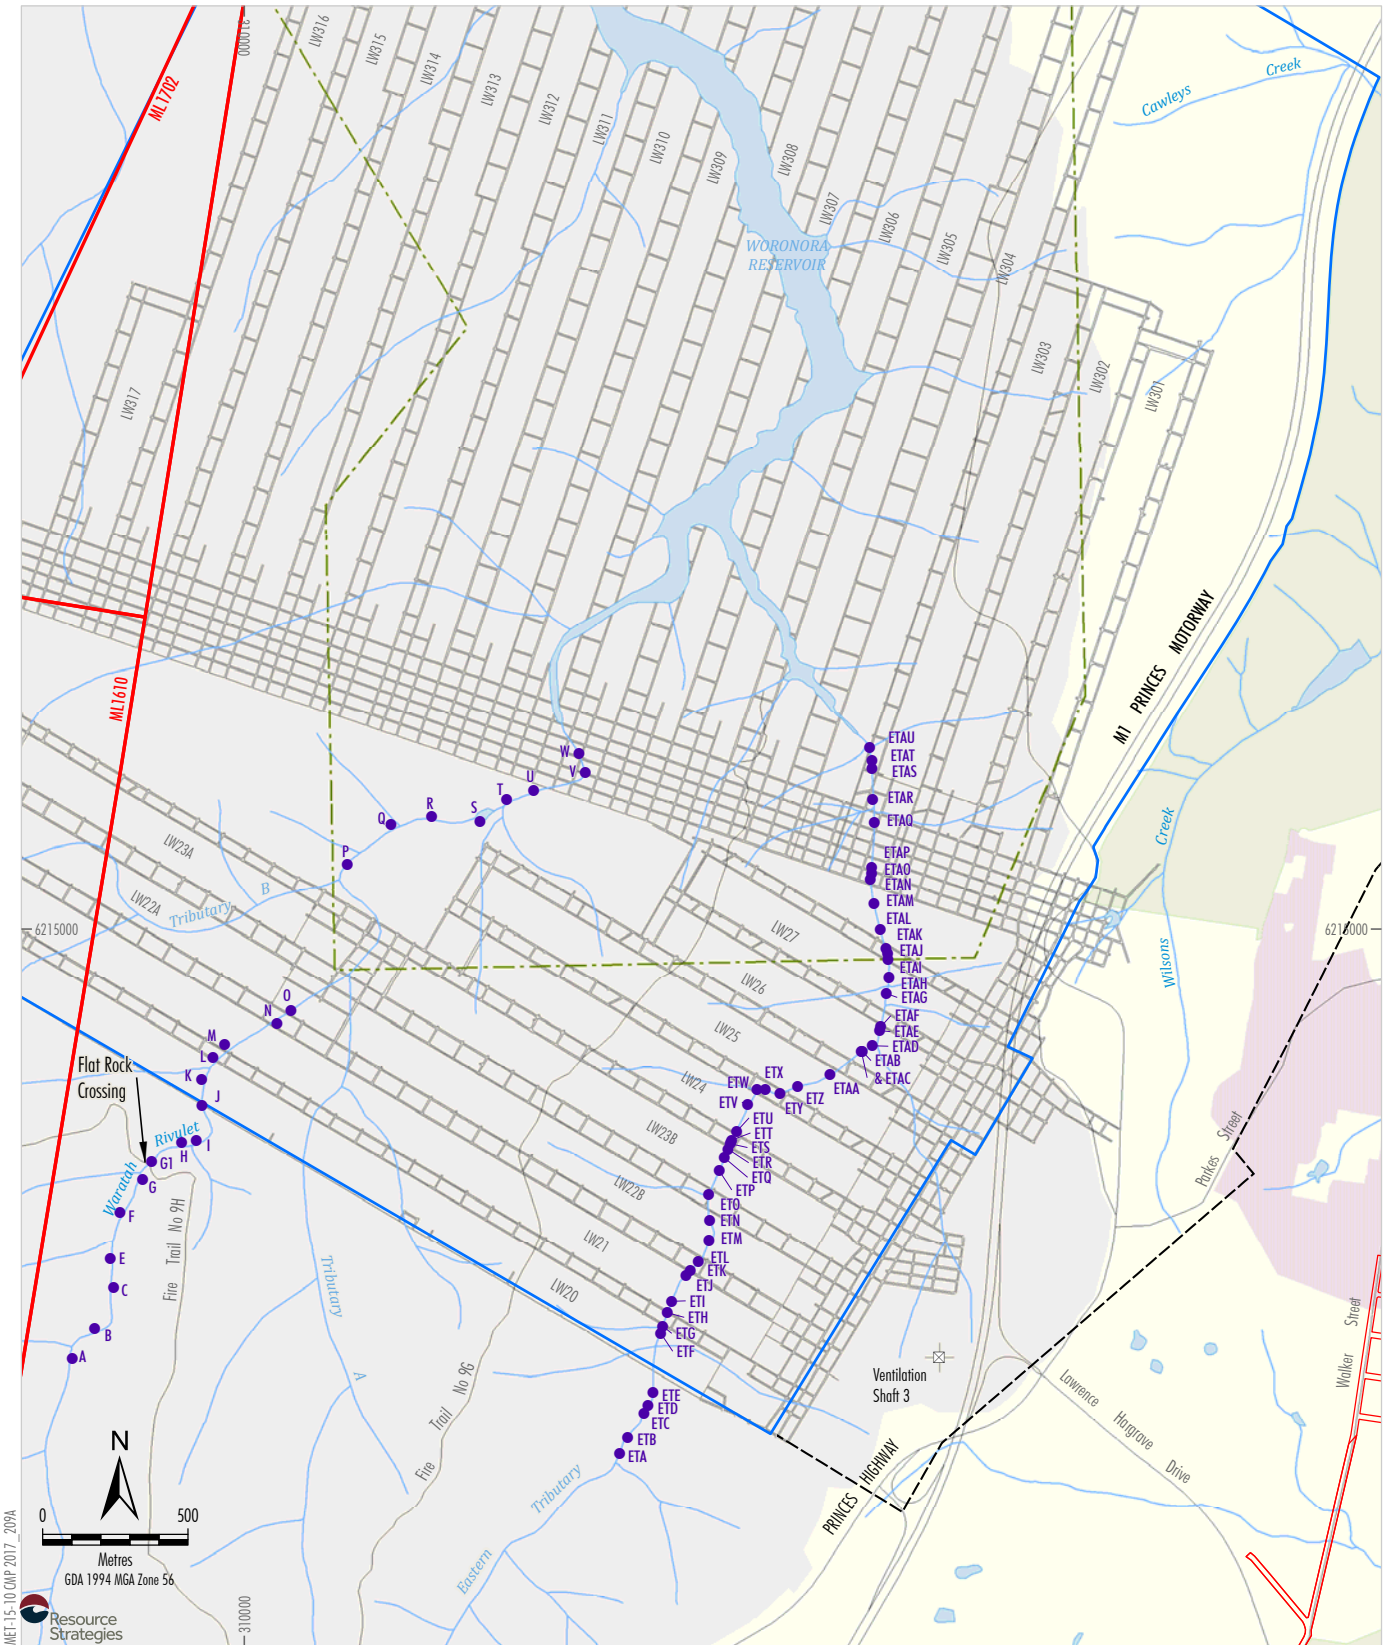 310000
LW316
LW315
LW314
LW313
LW312
LW311
LW310
LW309
LW308
LW307
LW306
LW305
LW304
LW303
LW302
LW301
LW317
ML1702
Cawleys
Creek
WORONORA
RESERVOIR
M1 PRINCES MOTORWAY
ML1610
W
V
U
T
S
R
Q
P
ETAU
ETAT
ETAS
ETAR
ETAQ
ETAP
ETAO
ETAN
ETAM
ETAL
ETAK
ETAJ
ETAI
ETAH
ETAG
ETAF
ETAE
ETAD
ETAB
& ETAC
ETAA
ETZ
ETY
ETX
ETW
ETV
ETU
ETT
ETS
ETR
ETQ
ETP
ETO
ETN
ETM
ETL
ETK
ETJ
ETI
ETH
ETG
ETF
ETE
ETD
ETC
ETB
ETA
LW23A
LW22A
Tributary
B
6215000
6215000
LW27
LW26
LW25
LW24
LW23B
LW22B
LW21
LW20
Creek
Wilsons
O
N
M
L
K
J
I
H
G1
G
F
E
C
B
A
Flat Rock
Crossing
Rivulet
Waratah
Fire Trail No 9H
Tributary
A
Fire Trail No 9G
Eastern
Tributary
Parkes Street
Walker Street
Ventilation
Shaft 3
Lawrence Hargrave Drive
PRINCES HIGHWAY
N
0 500
Metres
GDA 1994 MGA Zone 56
310000
Resource
Strategies
MET-15-10 CMP 2017_209A